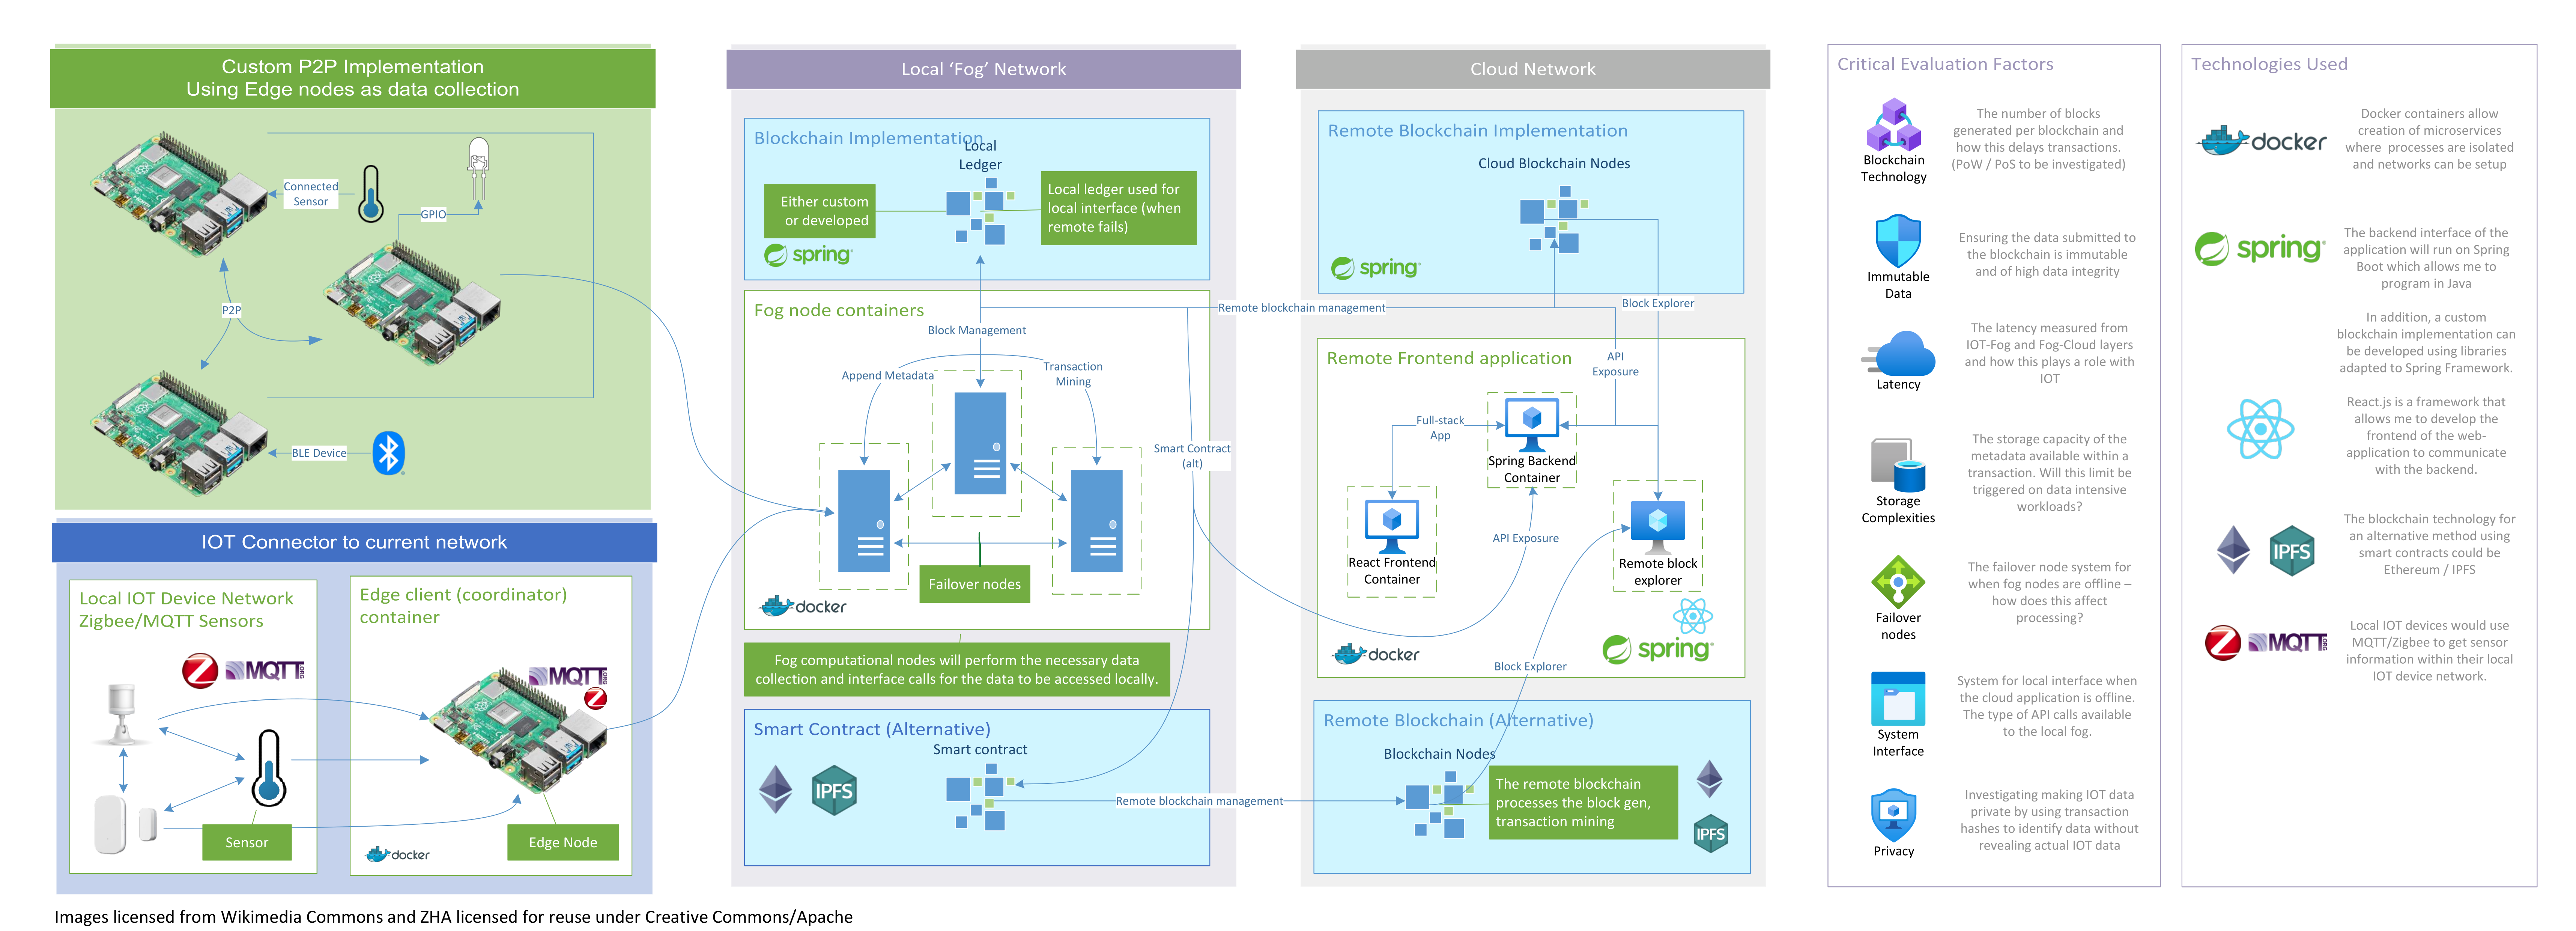 Custom P2P Implementation
Using Edge nodes as data collection
Connected
Sensor
GPIO
P2P
BLE Device
IOT Connector to current network
Local IOT Device Network
Zigbee/MQTT Sensors
MQTT
ORG
Sensor
Edge client (coordinator)
container
MQTT
ORG
docker
Edge Node
Images licensed from Wikimedia Commons and ZHA licensed for reuse under Creative Commons/Apache
Local ‘Fog’ Network
Blockchain Implementation
Local
Ledger
Either custom
or developed
Local ledger used for
local interface (when
remote fails)
spring
Fog node containers
Block Management
Append Metadata
Transaction
Mining
Failover nodes
docker
Fog computational nodes will perform the necessary data
collection and interface calls for the data to be accessed locally.
Smart Contract (Alternative)
Smart contract
IPFS
Remote blockchain management
Smart Contract
(alt)
Remote blockchain management
Cloud Network
Remote Blockchain Implementation
Cloud Blockchain Nodes
spring
Block Explorer
Remote Frontend application
API
Exposure
Full-stack
App
Spring Backend
Container
React Frontend
Container
API Exposure
Remote block
explorer
docker
spring
Block Explorer
Remote Blockchain (Alternative)
Blockchain Nodes
The remote blockchain
processes the block gen,
transaction mining
IPFS
Critical Evaluation Factors
Blockchain
Technology
The number of blocks
generated per blockchain and
how this delays transactions.
(PoW / PoS to be investigated)
Immutable
Data
Ensuring the data submitted to
the blockchain is immutable
and of high data integrity
Latency
The latency measured from
IOT-Fog and Fog-Cloud layers
and how this plays a role with
IOT
Storage
Complexities
The storage capacity of the
metadata available within a
transaction. Will this limit be
triggered on data intensive
workloads?
Failover
nodes
The failover node system for
when fog nodes are offline –
how does this affect
processing?
System
Interface
System for local interface when
the cloud application is offline.
The type of API calls available
to the local fog.
Privacy
Investigating making IOT data
private by using transaction
hashes to identify data without
revealing actual IOT data
Technologies Used
docker
Docker containers allow
creation of microservices
where processes are isolated
and networks can be setup
spring
The backend interface of the
application will run on Spring
Boot which allows me to
program in Java
In addition, a custom
blockchain implementation can
be developed using libraries
adapted to Spring Framework.
React.js is a framework that
allows me to develop the
frontend of the web-
application to communicate
with the backend.
IPFS
The blockchain technology for
an alternative method using
smart contracts could be
Ethereum / IPFS
MQTT
ORG
Local IOT devices would use
MQTT/Zigbee to get sensor
information within their local
IOT device network.